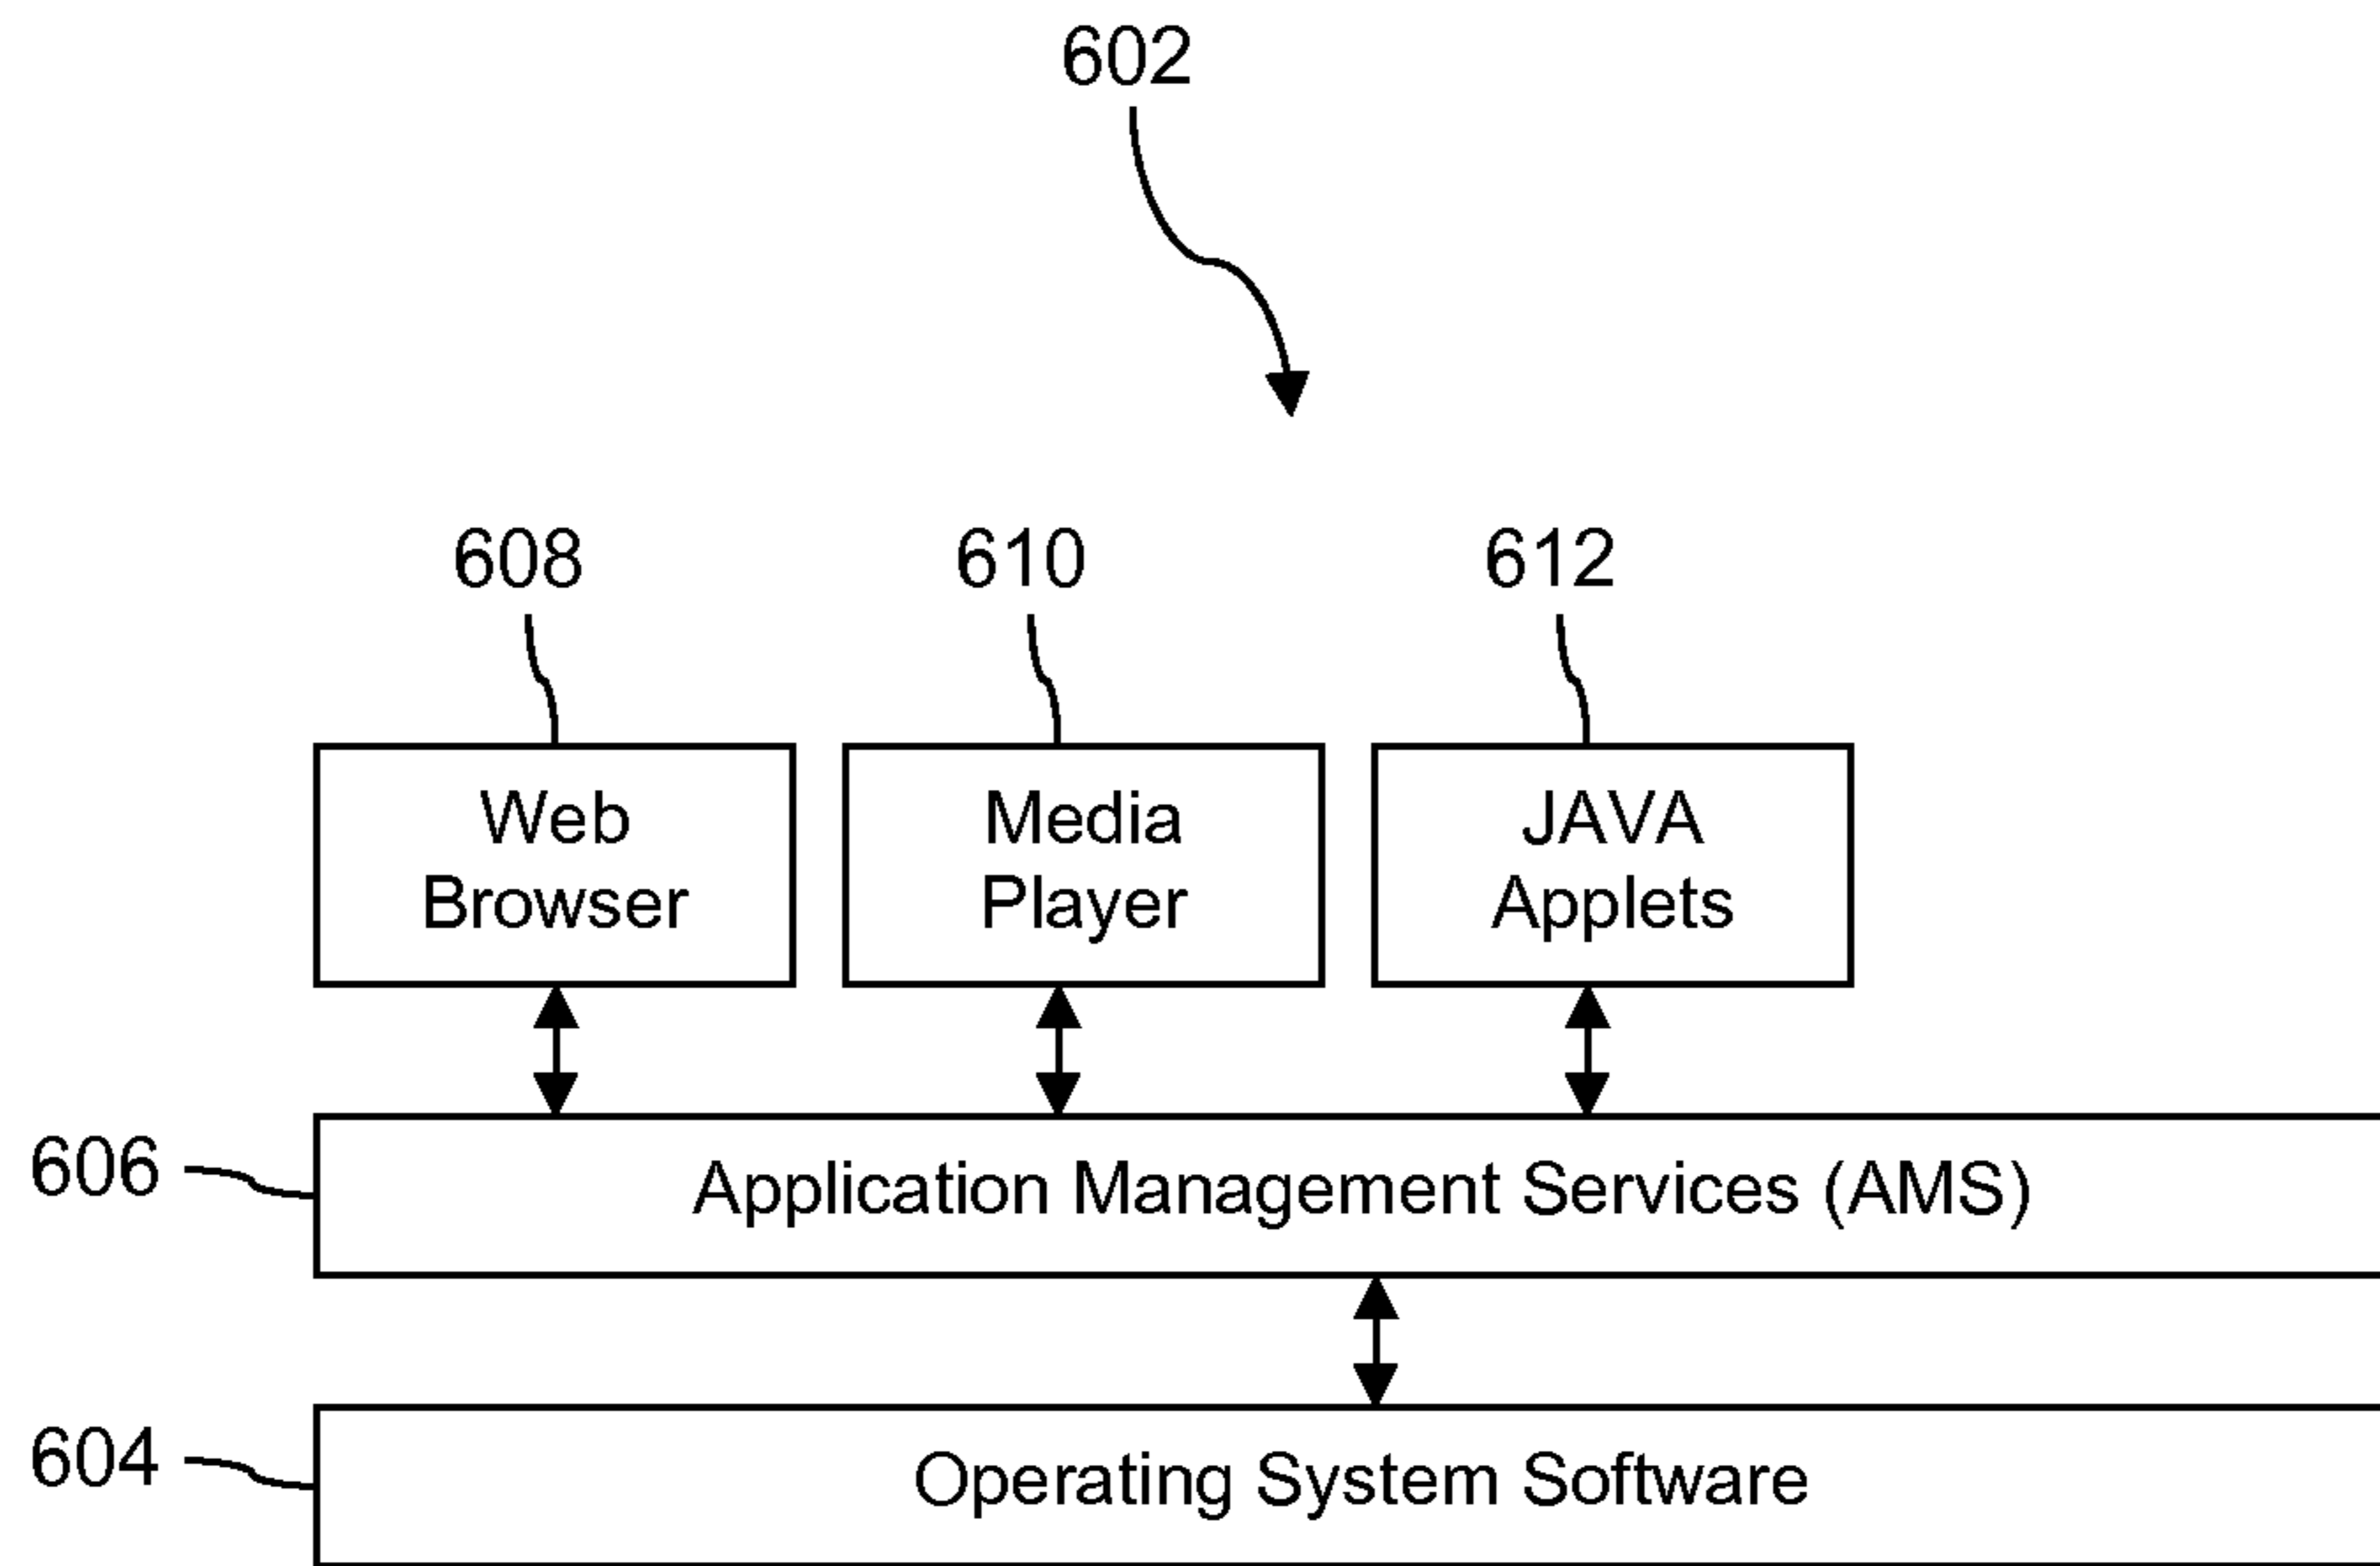 602
608
610
612
Web
Browser
Media
Player
JAVA
Applets
606
Application Management Services (AMS)
604
Operating System Software